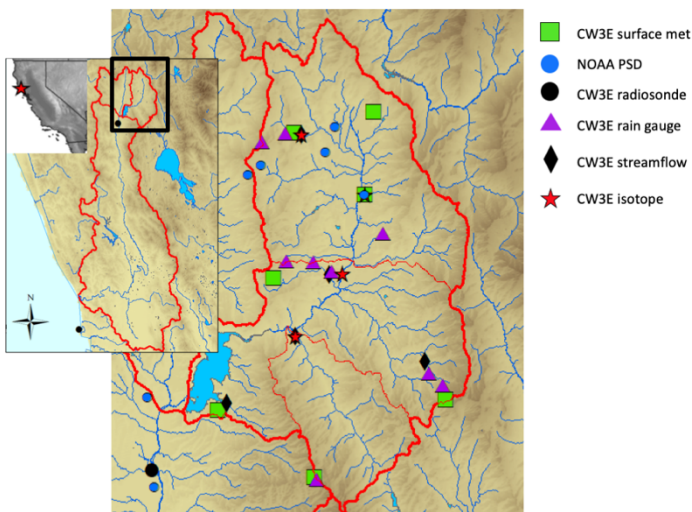 CW3E surface met
NOAA PSD
CW3E radiosonde
CW3E rain gauge
CW3E streamflow
CW3E isotope
N